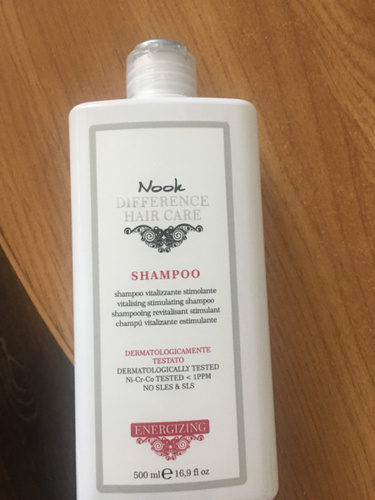 Nook
DIFFERENCE
HAIR CARE
SHAMPOO
shampoo vitalizzante stimolante
vitalising stimulating shampoo
shampooing revitalisant stimulant
champú vitalizante estimulante
DERMATOLOGICAMENTE
TESTATO
DERMATOLOGICALLY TESTED
Ni-Cr-Co TESTED < 1PPM
NO SLES & SLS
ENERGIZING
500 ml ℮ 16,9 fl oz